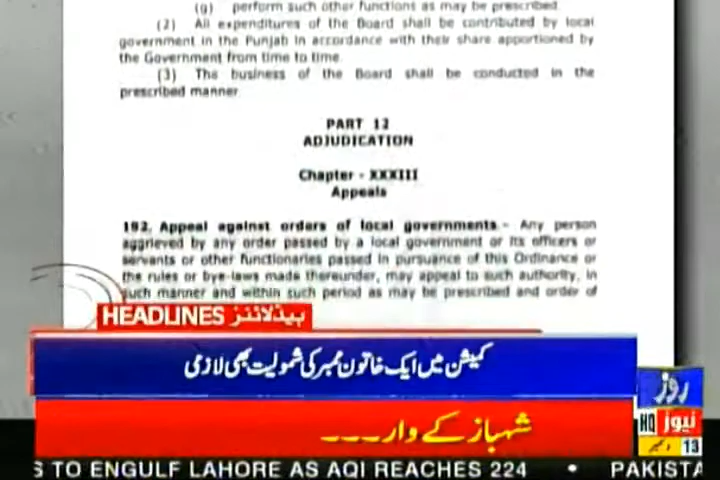 (g) perform such other functions as may be prescribed.
(2) All expenditures of the Board shall be contributed by local
government in the Punjab in accordance with their share apportioned by
the Government from time to time.
(3) The business of the Board shall be conducted in the
prescribed manner
PART 12
ADJUDICATION
Chapter - XXXIII
Appeals
192. Appeal against orders of local governments.- Any person
aggrieved by any order passed by a local government or its officers or
servants or other functionaries passed in pursuance of this Ordinance or
the rules or bye-laws made thereunder, may appeal to such authority, in
such manner and within such period as may be prescribed and order of
HEADLINES ہیڈلائنز
کمیشن میں ایک خاتون ممبر کی شمولیت بھی لازمی
شہباز کے وار ۔۔۔
روز
HQ نیوز
13 دسمبر
S TO ENGULF LAHORE AS AQI REACHES 224 • PAKISTA